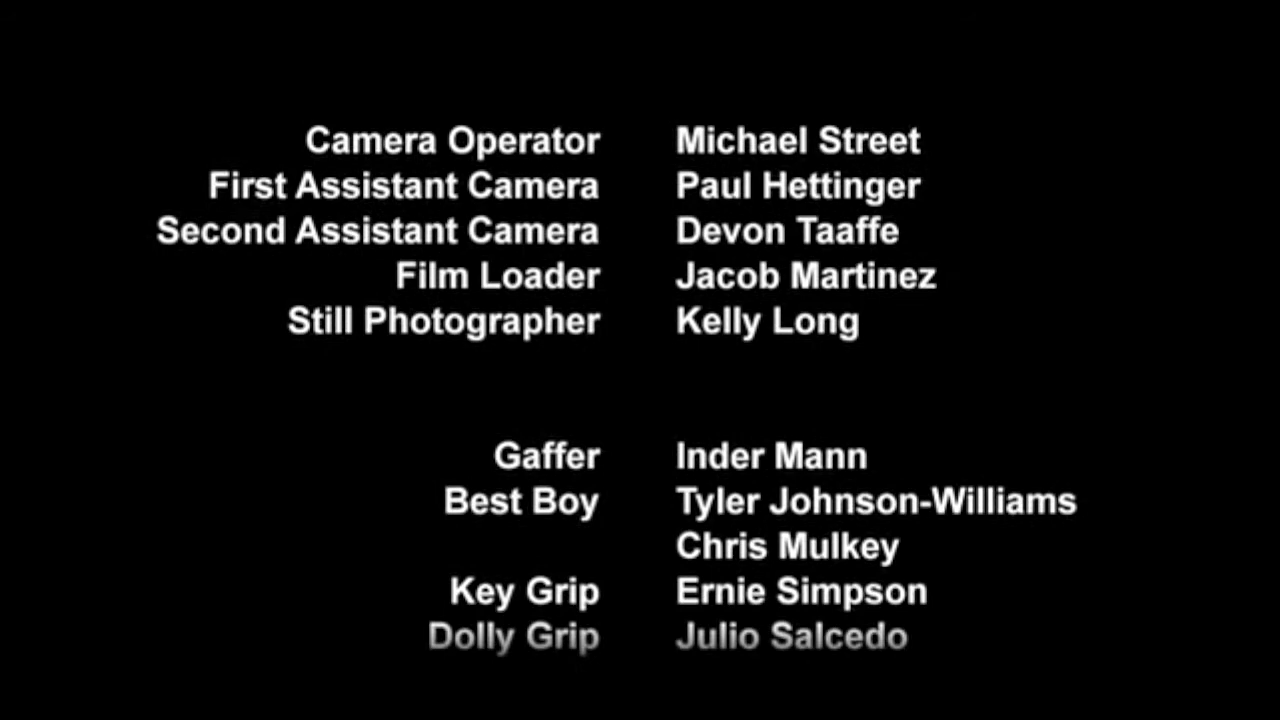 Camera Operator Michael Street
First Assistant Camera Paul Hettinger
Second Assistant Camera Devon Taaffe
Film Loader Jacob Martinez
Still Photographer Kelly Long
Gaffer Inder Mann
Best Boy Tyler Johnson-Williams
Chris Mulkey
Key Grip Ernie Simpson
Dolly Grip Julio Salcedo